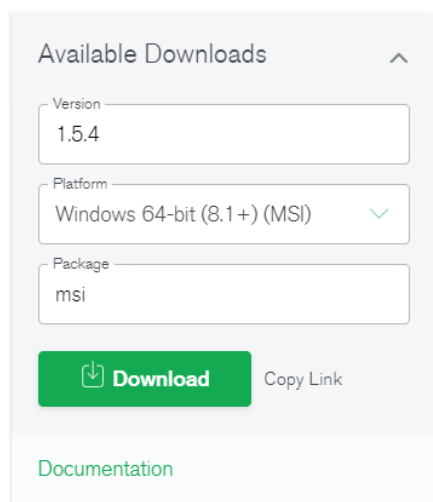 Available Downloads
Version
1.5.4
Platform
Windows 64-bit (8.1+) (MSI)
Package
msi
Download Copy Link
Documentation